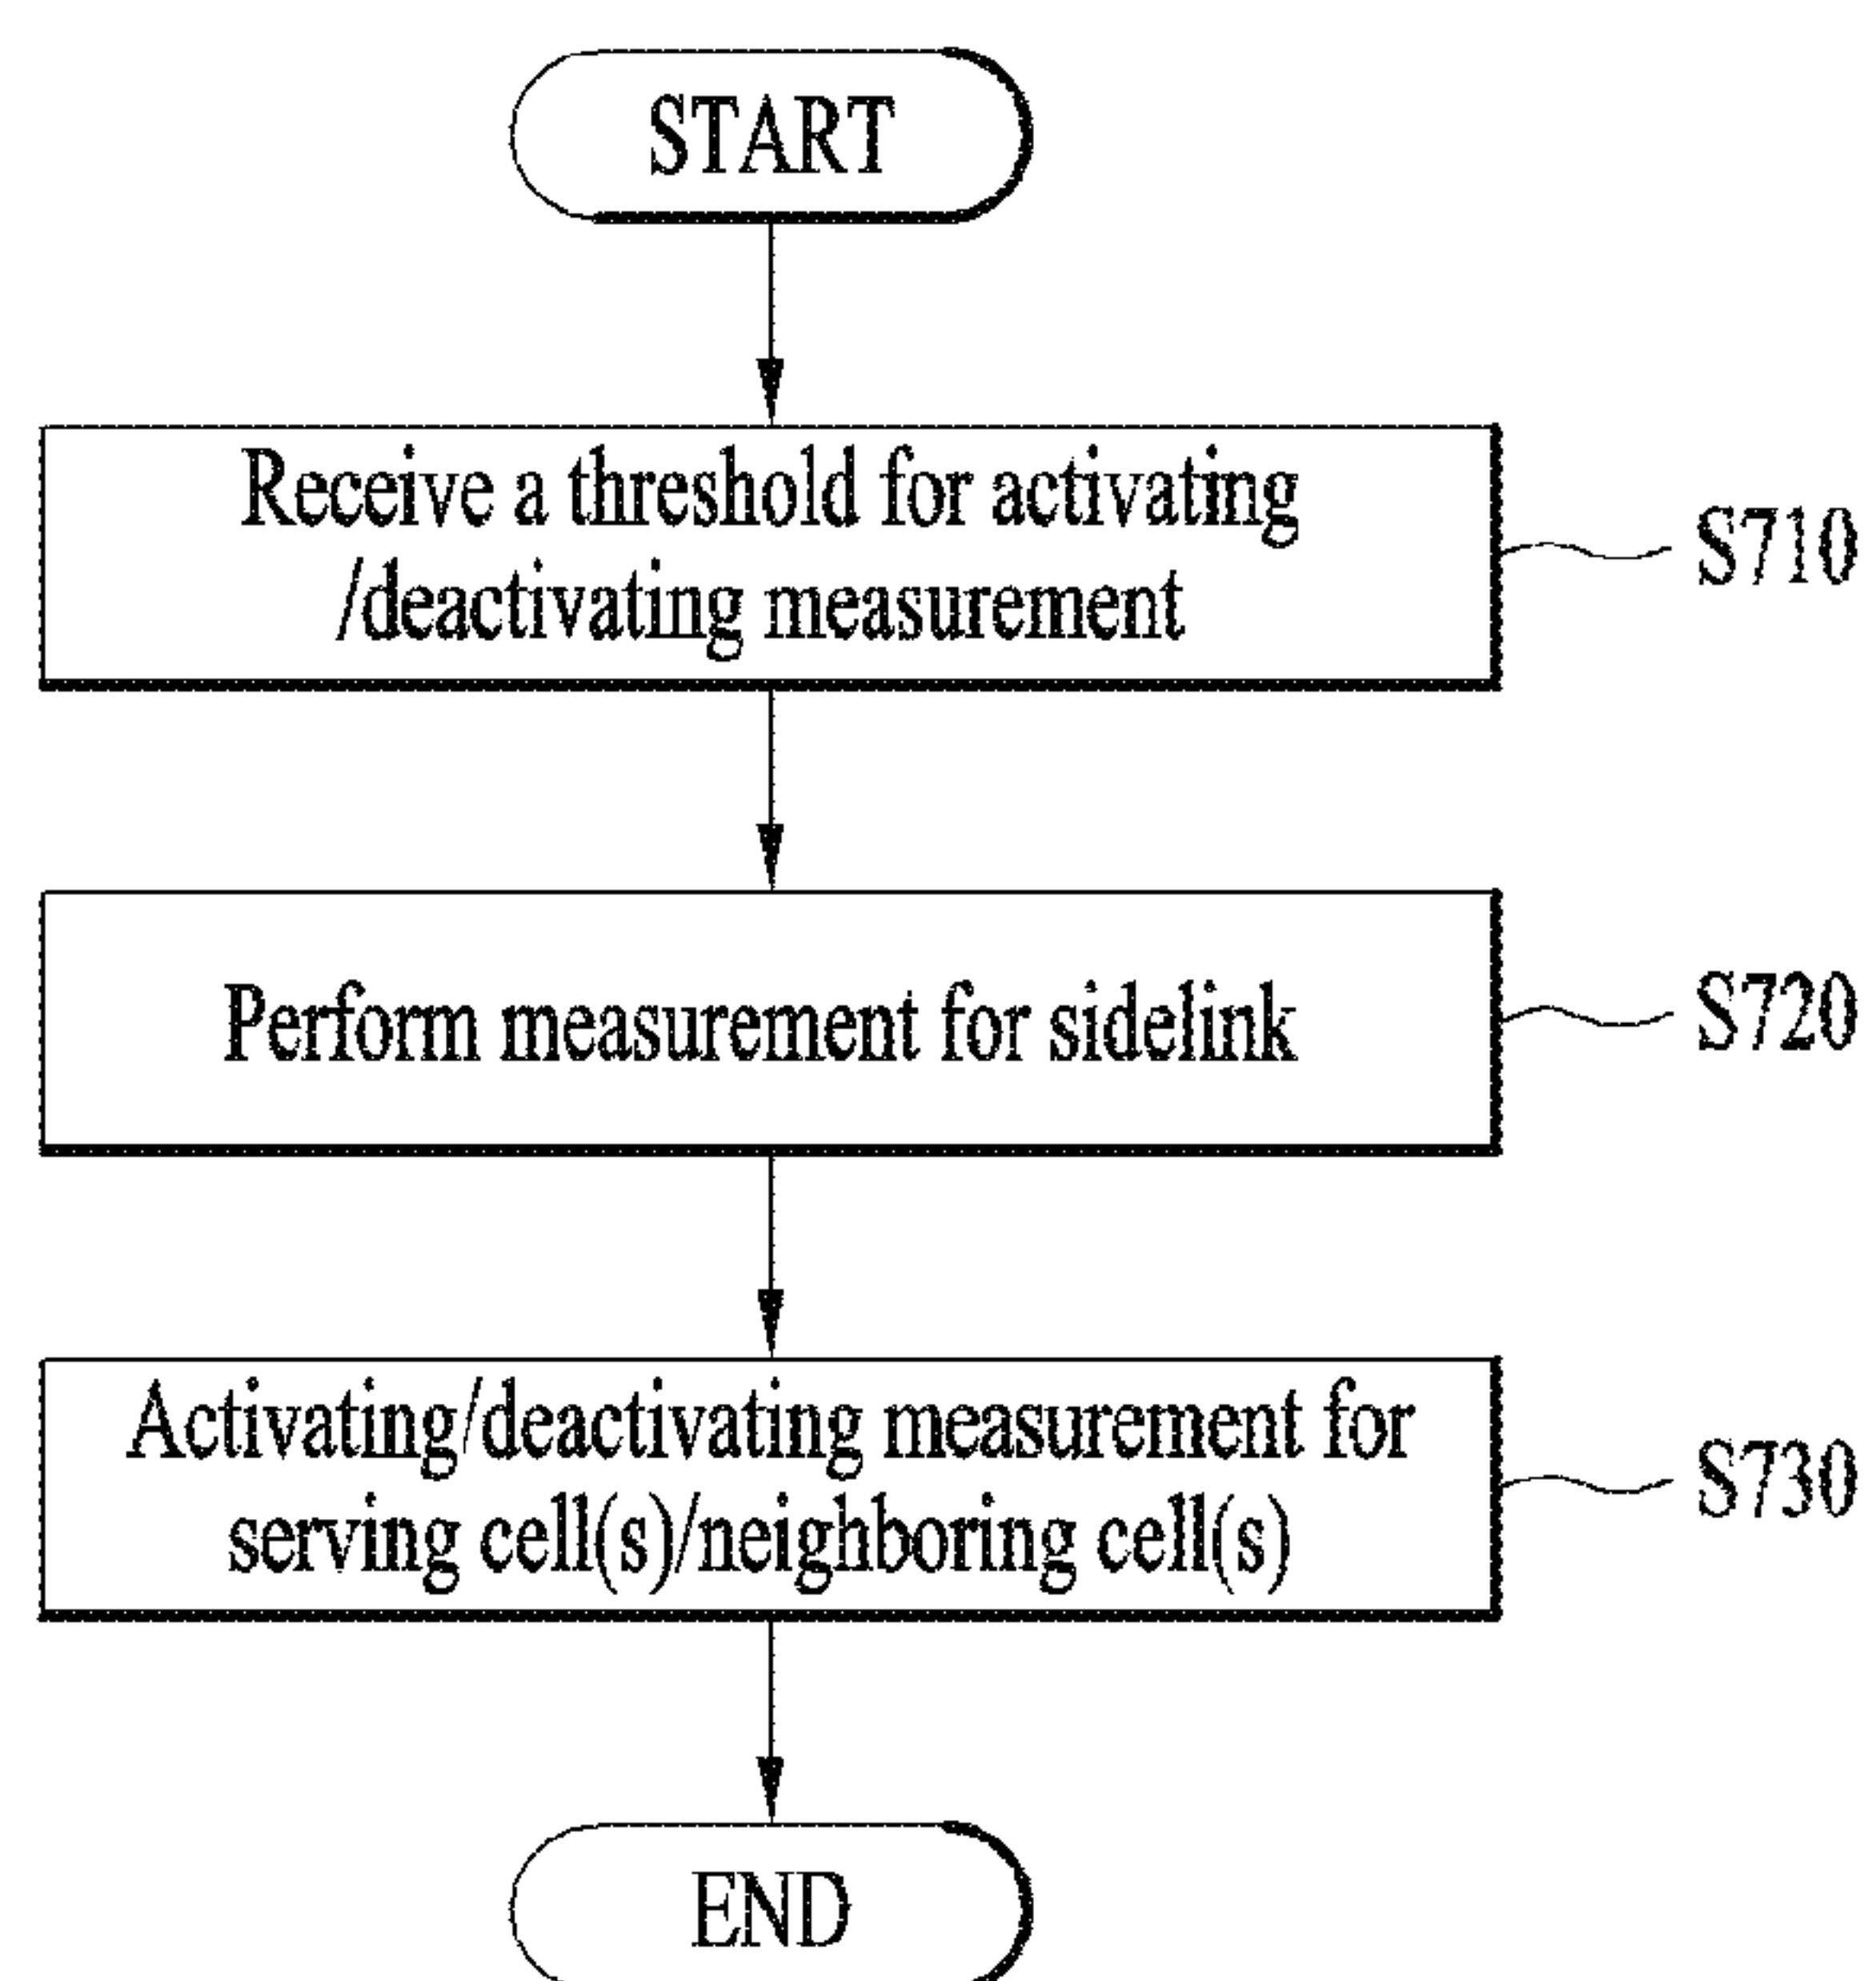 START
Receive a threshold for activating
/deactivating measurement
S710
Perform measurement for sidelink
S720
Activating/deactivating measurement for
serving cell(s)/neighboring cell(s)
S730
END